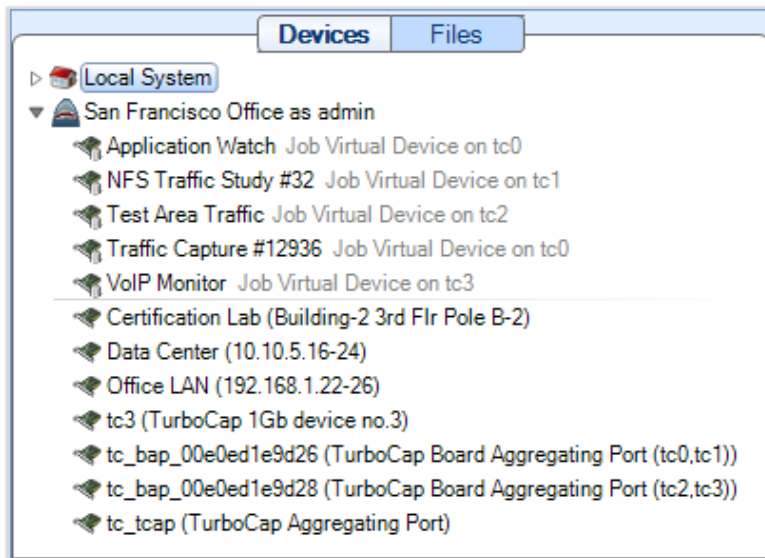 Devices Files
Local System
San Francisco Office as admin
Application Watch Job Virtual Device on tc0
NFS Traffic Study #32 Job Virtual Device on tc1
Test Area Traffic Job Virtual Device on tc2
Traffic Capture #12936 Job Virtual Device on tc0
VoIP Monitor Job Virtual Device on tc3
Certification Lab (Building-2 3rd Flr Pole B-2)
Data Center (10.10.5.16-24)
Office LAN (192.168.1.22-26)
tc3 (TurboCap 1Gb device no.3)
tc_bap_00e0ed1e9d26 (TurboCap Board Aggregating Port (tc0,tc1))
tc_bap_00e0ed1e9d28 (TurboCap Board Aggregating Port (tc2,tc3))
tc_tcap (TurboCap Aggregating Port)